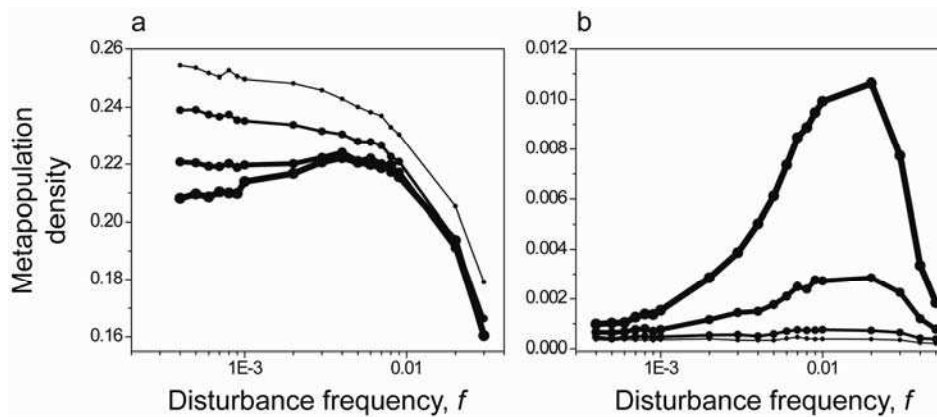 a
b
0.26
0.24
0.22
0.20
0.18
0.16
0.012
0.010
0.008
0.006
0.004
0.002
0.000
Metapopulation
density
1E-3
0.01
1E-3
0.01
Disturbance frequency, f
Disturbance frequency, f